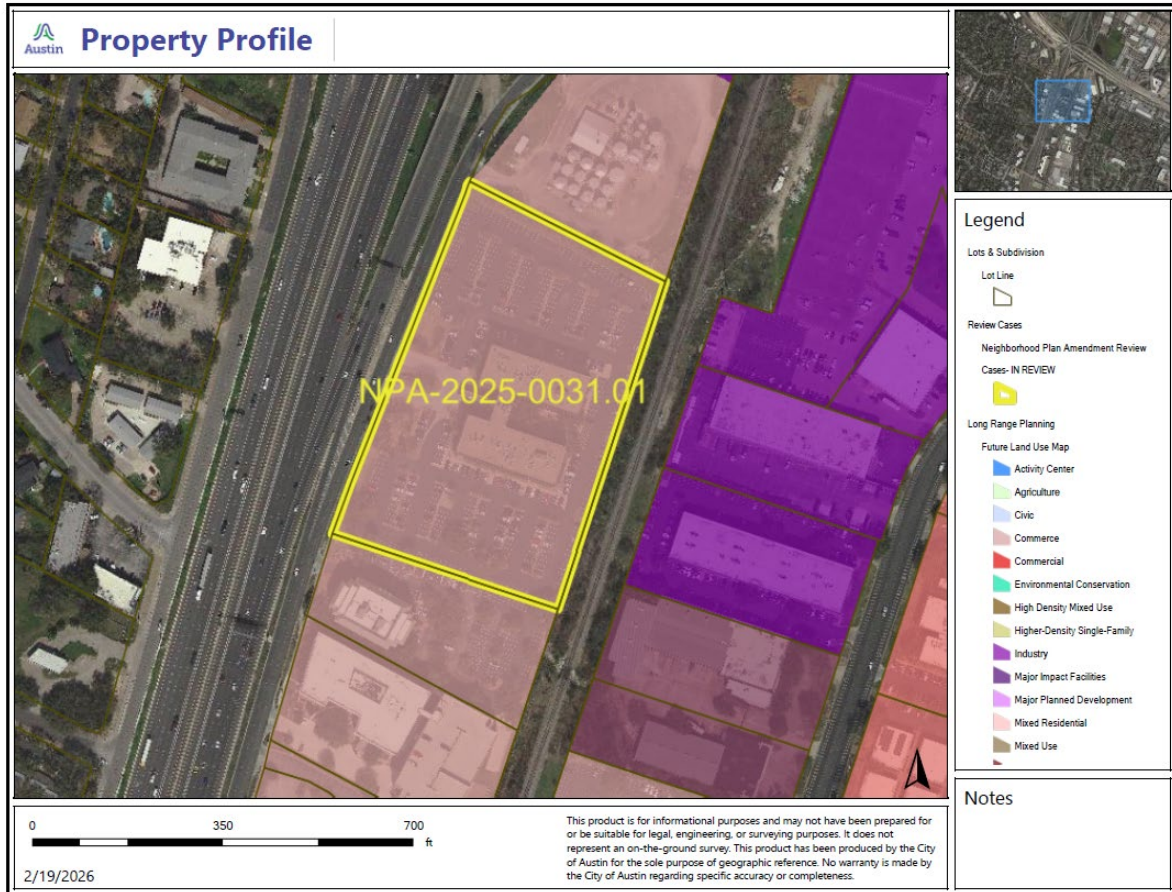 Austin
Property Profile
NPA-2025-0031.01
Legend
Lots & Subdivision
Lot Line
Review Cases
Neighborhood Plan Amendment Review
Cases- IN REVIEW
Long Range Planning
Future Land Use Map
Activity Center
Agriculture
Civic
Commerce
Commercial
Environmental Conservation
High Density Mixed Use
Higher-Density Single-Family
Industry
Major Impact Facilities
Major Planned Development
Mixed Residential
Mixed Use
Notes
0 350 700
ft
2/19/2026
This product is for informational purposes and may not have been prepared for
or be suitable for legal, engineering, or surveying purposes. It does not
represent an on-the-ground survey. This product has been produced by the City
of Austin for the sole purpose of geographic reference. No warranty is made by
the City of Austin regarding specific accuracy or completeness.